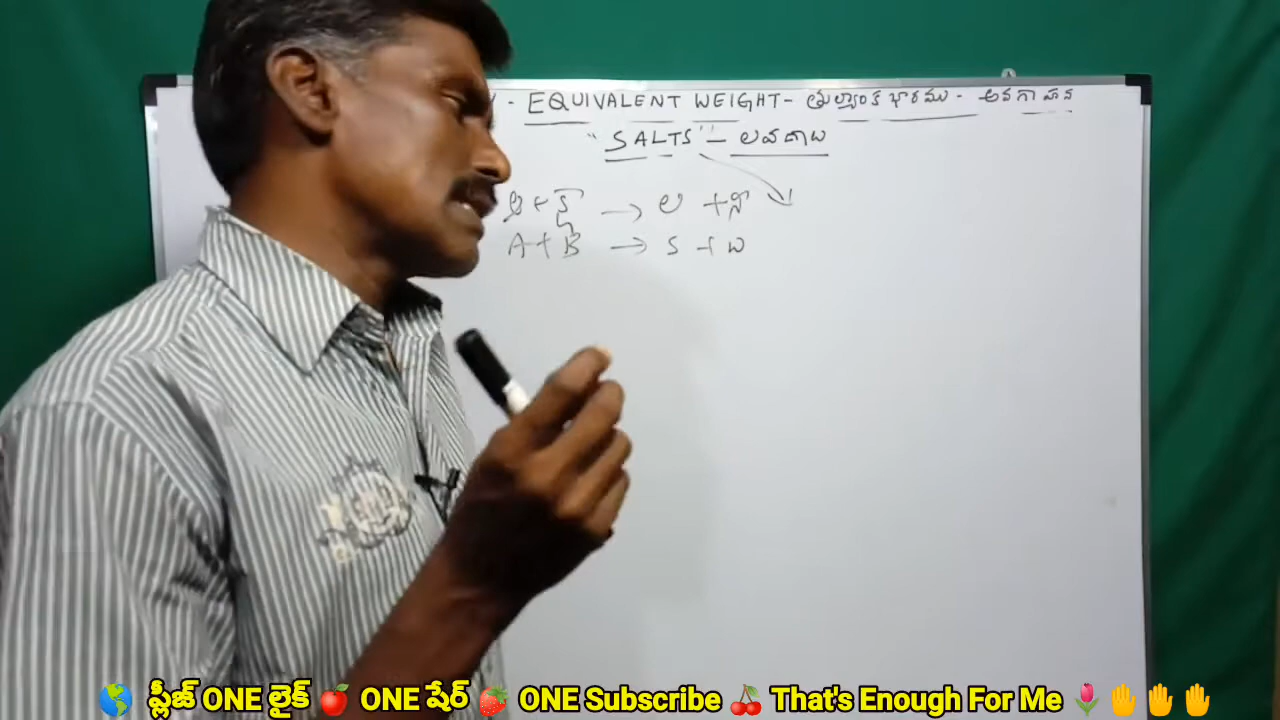 - EQUIVALENT WEIGHT - తుల్యాంక భారము - అవగాహన
"SALTS" - లవణాలు
ఆ + క్షా → ల + నీ
A + B → S + W
🌎 ప్లీజ్ ONE లైక్ 🍎 ONE షేర్ 🍓 ONE Subscribe 🍒 That's Enough For Me 🌷✋✋✋